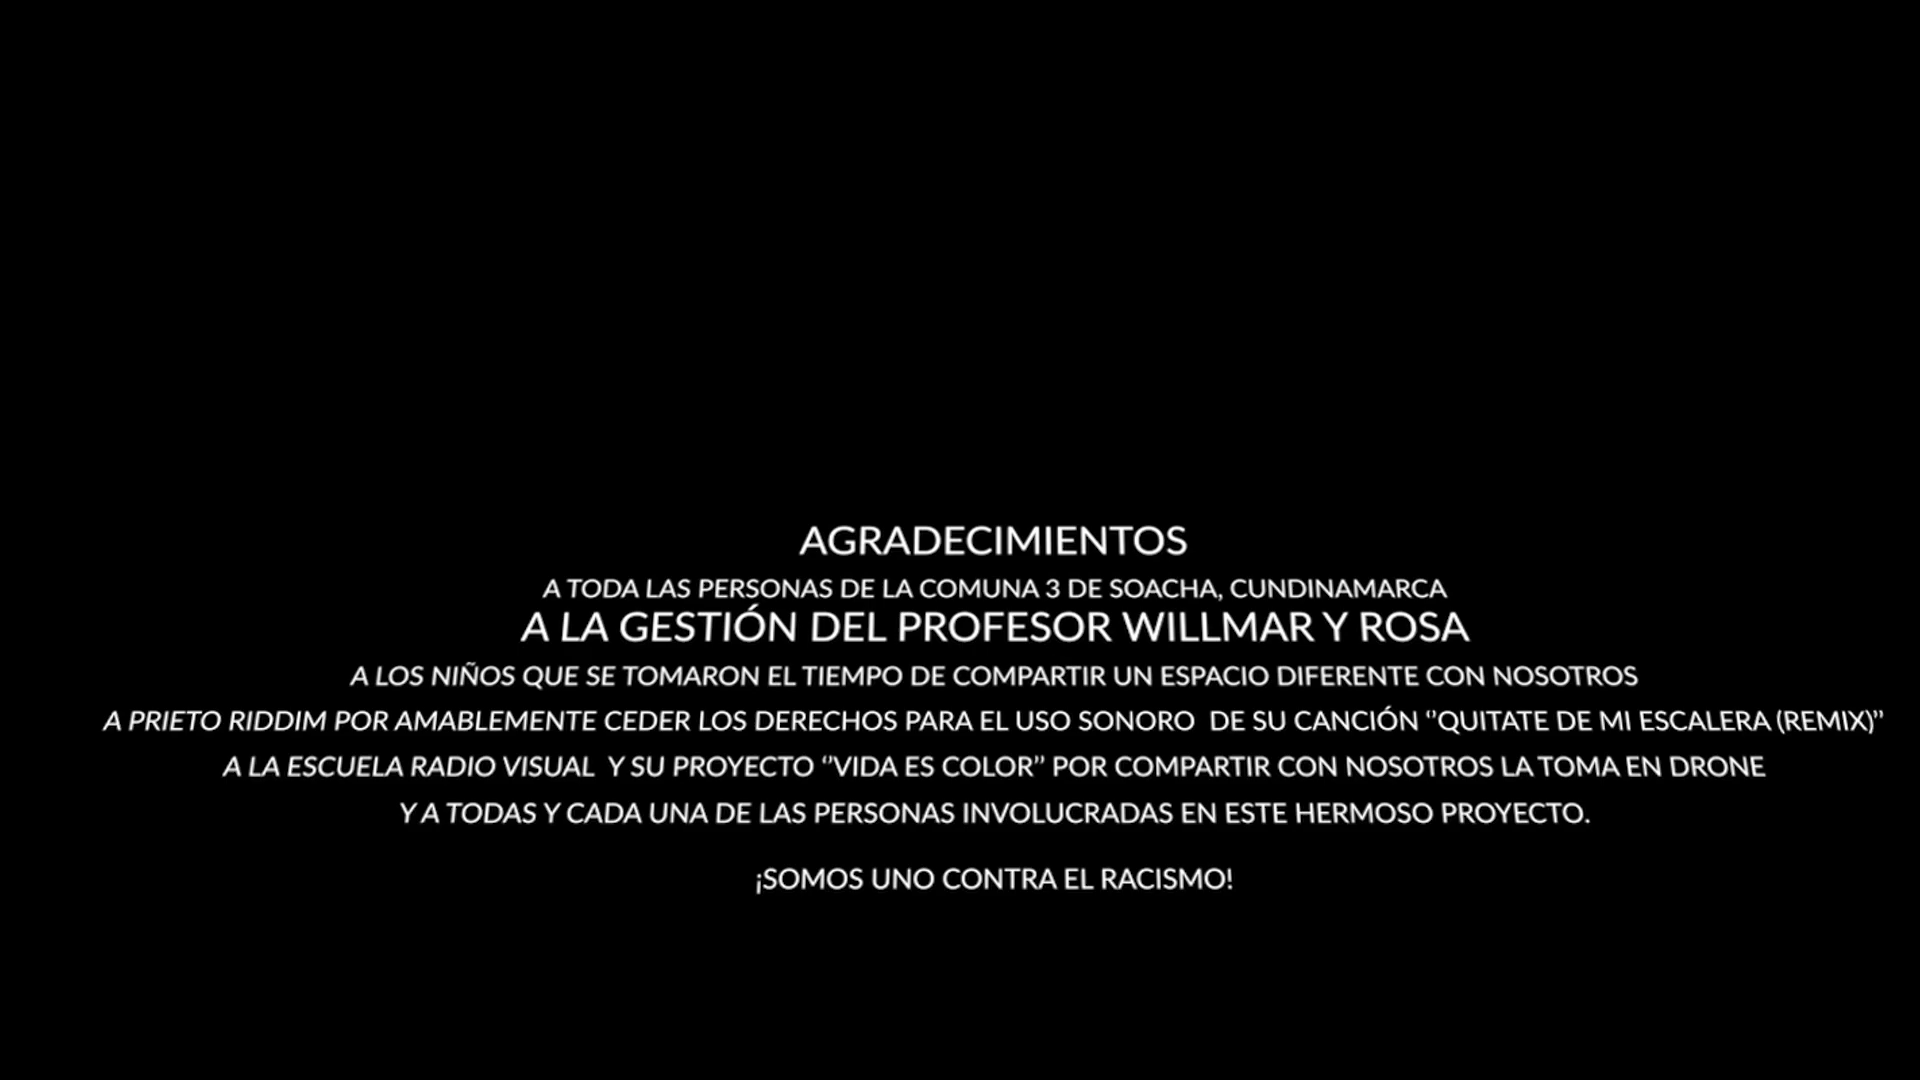 AGRADECIMIENTOS
A TODA LAS PERSONAS DE LA COMUNA 3 DE SOACHA, CUNDINAMARCA
A LA GESTIÓN DEL PROFESOR WILLMAR Y ROSA
A LOS NIÑOS QUE SE TOMARON EL TIEMPO DE COMPARTIR UN ESPACIO DIFERENTE CON NOSOTROS
A PRIETO RIDDIM POR AMABLEMENTE CEDER LOS DERECHOS PARA EL USO SONORO  DE SU CANCIÓN “QUITATE DE MI ESCALERA (REMIX)”
A LA ESCUELA RADIO VISUAL  Y SU PROYECTO “VIDA ES COLOR” POR COMPARTIR CON NOSOTROS LA TOMA EN DRONE
Y A TODAS Y CADA UNA DE LAS PERSONAS INVOLUCRADAS EN ESTE HERMOSO PROYECTO.
¡SOMOS UNO CONTRA EL RACISMO!